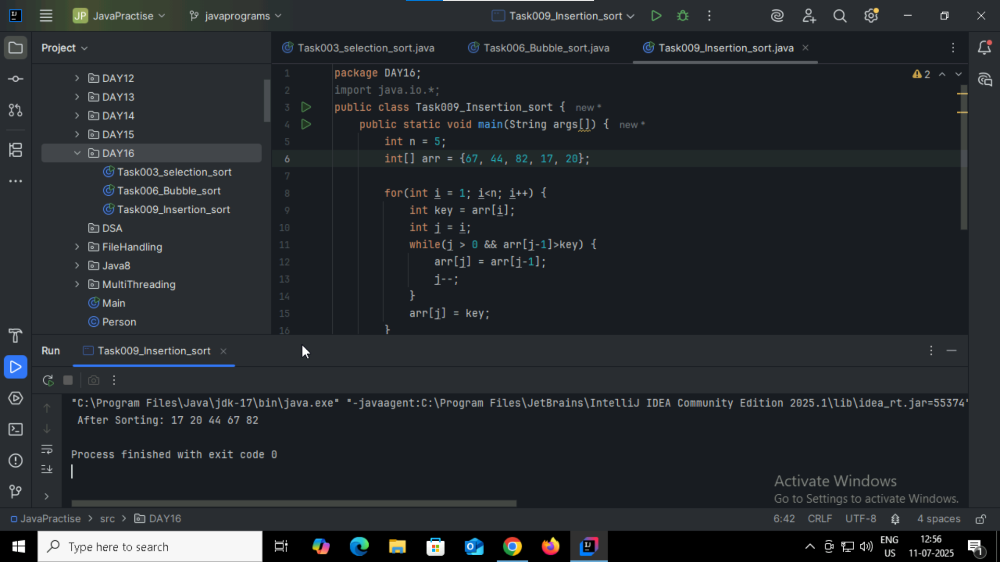 JP JavaPractise javaprograms Task009_Insertion_sort
Project
DAY12
DAY13
DAY14
DAY15
DAY16
Task003_selection_sort
Task006_Bubble_sort
Task009_Insertion_sort
DSA
FileHandling
Java8
MultiThreading
Main
Person
Task003_selection_sort.java Task006_Bubble_sort.java Task009_Insertion_sort.java
2
1 package DAY16;
2 import java.io.*;
3 public class Task009_Insertion_sort { new *
4 public static void main(String args[]) { new *
5 int n = 5;
6 int[] arr = {67, 44, 82, 17, 20};
7
8 for(int i = 1; i<n; i++) {
9 int key = arr[i];
10 int j = i;
11 while(j > 0 && arr[j-1]>key) {
12 arr[j] = arr[j-1];
13 j--;
14 }
15 arr[j] = key;
16 }
Run Task009_Insertion_sort
"C:\Program Files\Java\jdk-17\bin\java.exe" "-javaagent:C:\Program Files\JetBrains\IntelliJ IDEA Community Edition 2025.1\lib\idea_rt.jar=55374"
After Sorting: 17 20 44 67 82
Process finished with exit code 0
Activate Windows
Go to Settings to activate Windows.
JavaPractise > src > DAY16 6:42 CRLF UTF-8 4 spaces
Type here to search
ENG
US
12:56
11-07-2025
1